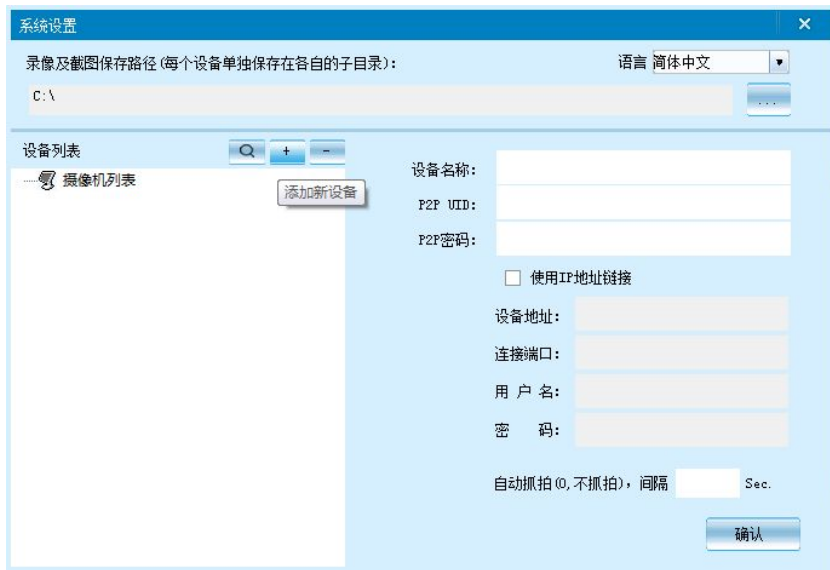 系统设置 ×
录像及截图保存路径(每个设备单独保存在各自的子目录): 语言 简体中文
C:\ ...
设备列表 + -
摄像机列表
添加新设备
设备名称:
P2P UID:
P2P密码:
使用IP地址链接
设备地址:
连接端口:
用 户 名:
密 码:
自动抓拍(0,不抓拍), 间隔 Sec.
确认